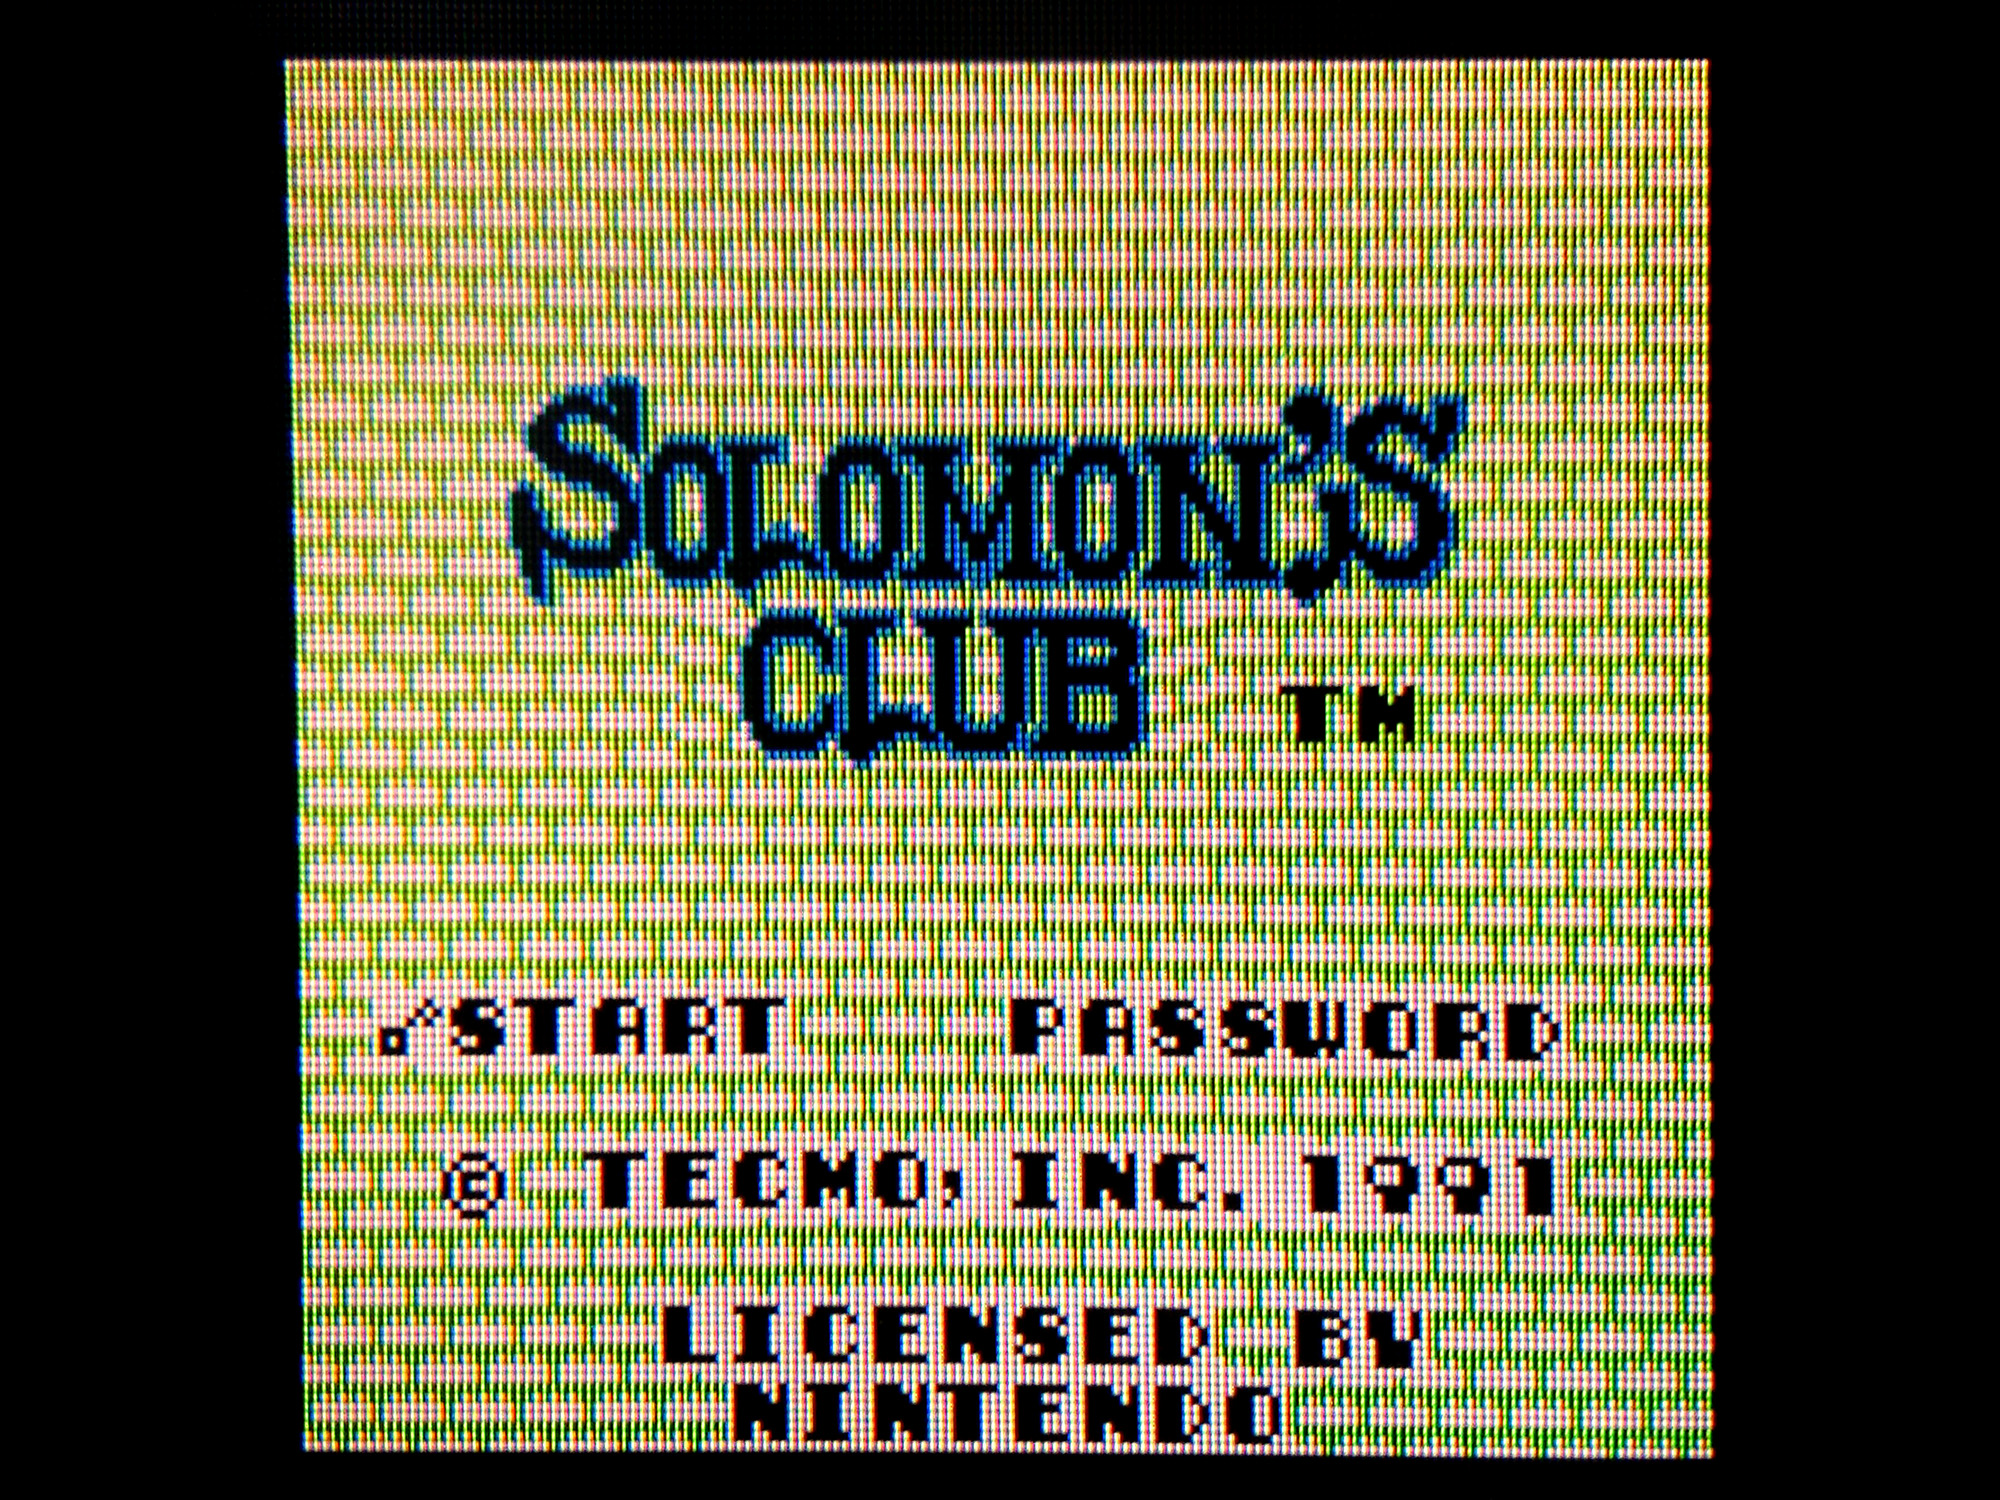 SOLOMON'S
CLUB TM
START PASSWORD
© TECMO, INC. 1991
LICENSED BY
NINTENDO